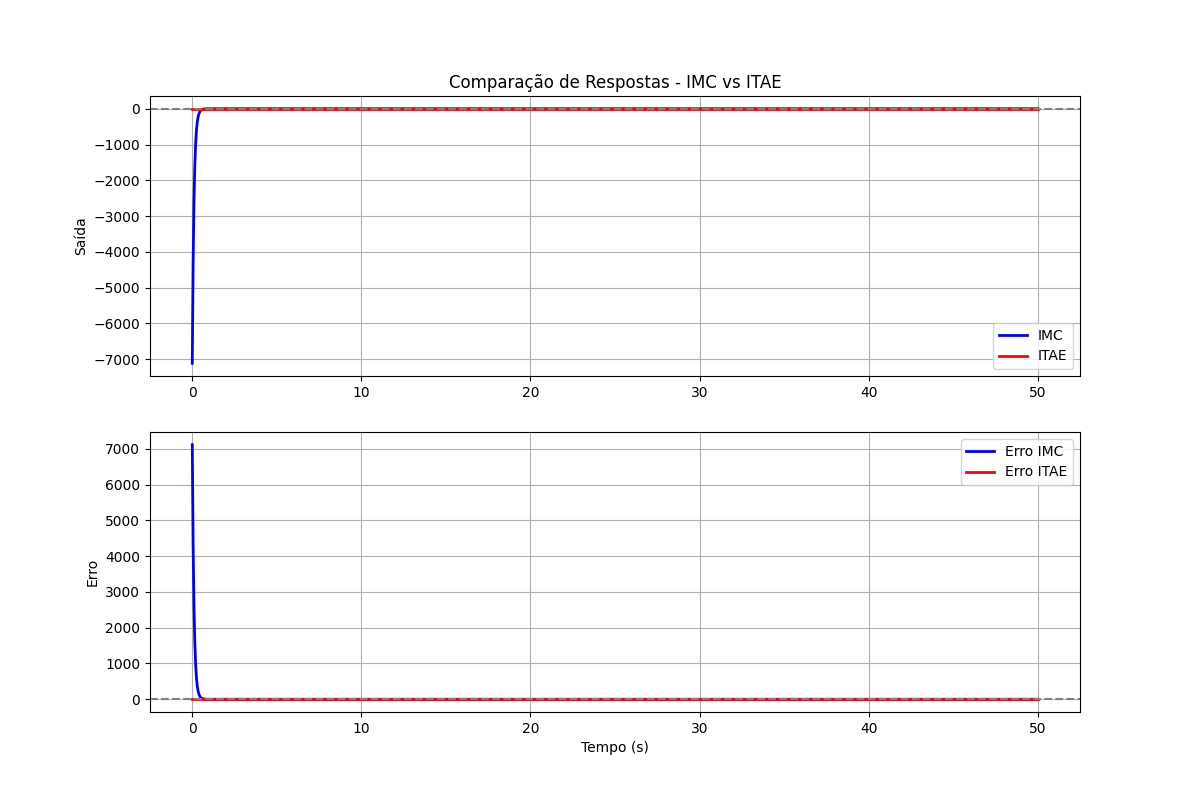 Comparação de Respostas - IMC vs ITAE
0
−1000
−2000
−3000
−4000
−5000
−6000
−7000
Saída
IMC
ITAE
0 10 20 30 40 50
7000
6000
5000
4000
3000
2000
1000
0
Erro
Erro IMC
Erro ITAE
0 10 20 30 40 50
Tempo (s)